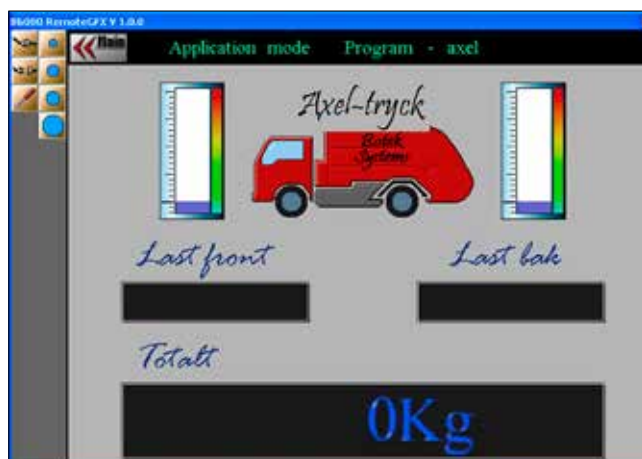 96000 RemoteGFX V 1.0.0
Main
Application mode Program - axel
Axel-tryck
Botek
Systems
Last front
Last bak
Totalt
0Kg